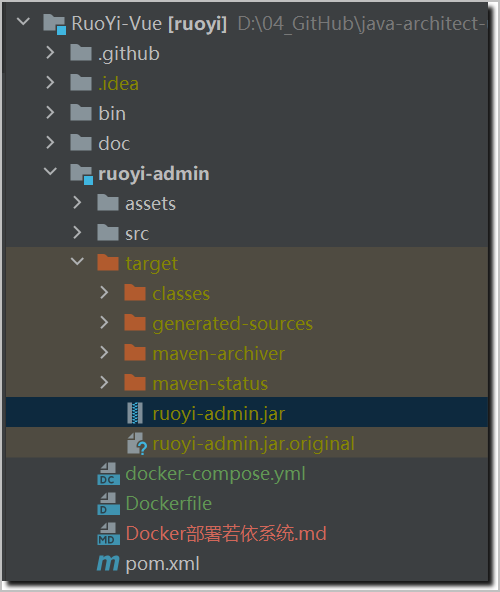 RuoYi-Vue [ruoyi] D:\04_GitHub\java-architect-
.github
.idea
bin
doc
ruoyi-admin
assets
src
target
classes
generated-sources
maven-archiver
maven-status
ruoyi-admin.jar
ruoyi-admin.jar.original
DC docker-compose.yml
D Dockerfile
MD Docker部署若依系统.md
m pom.xml